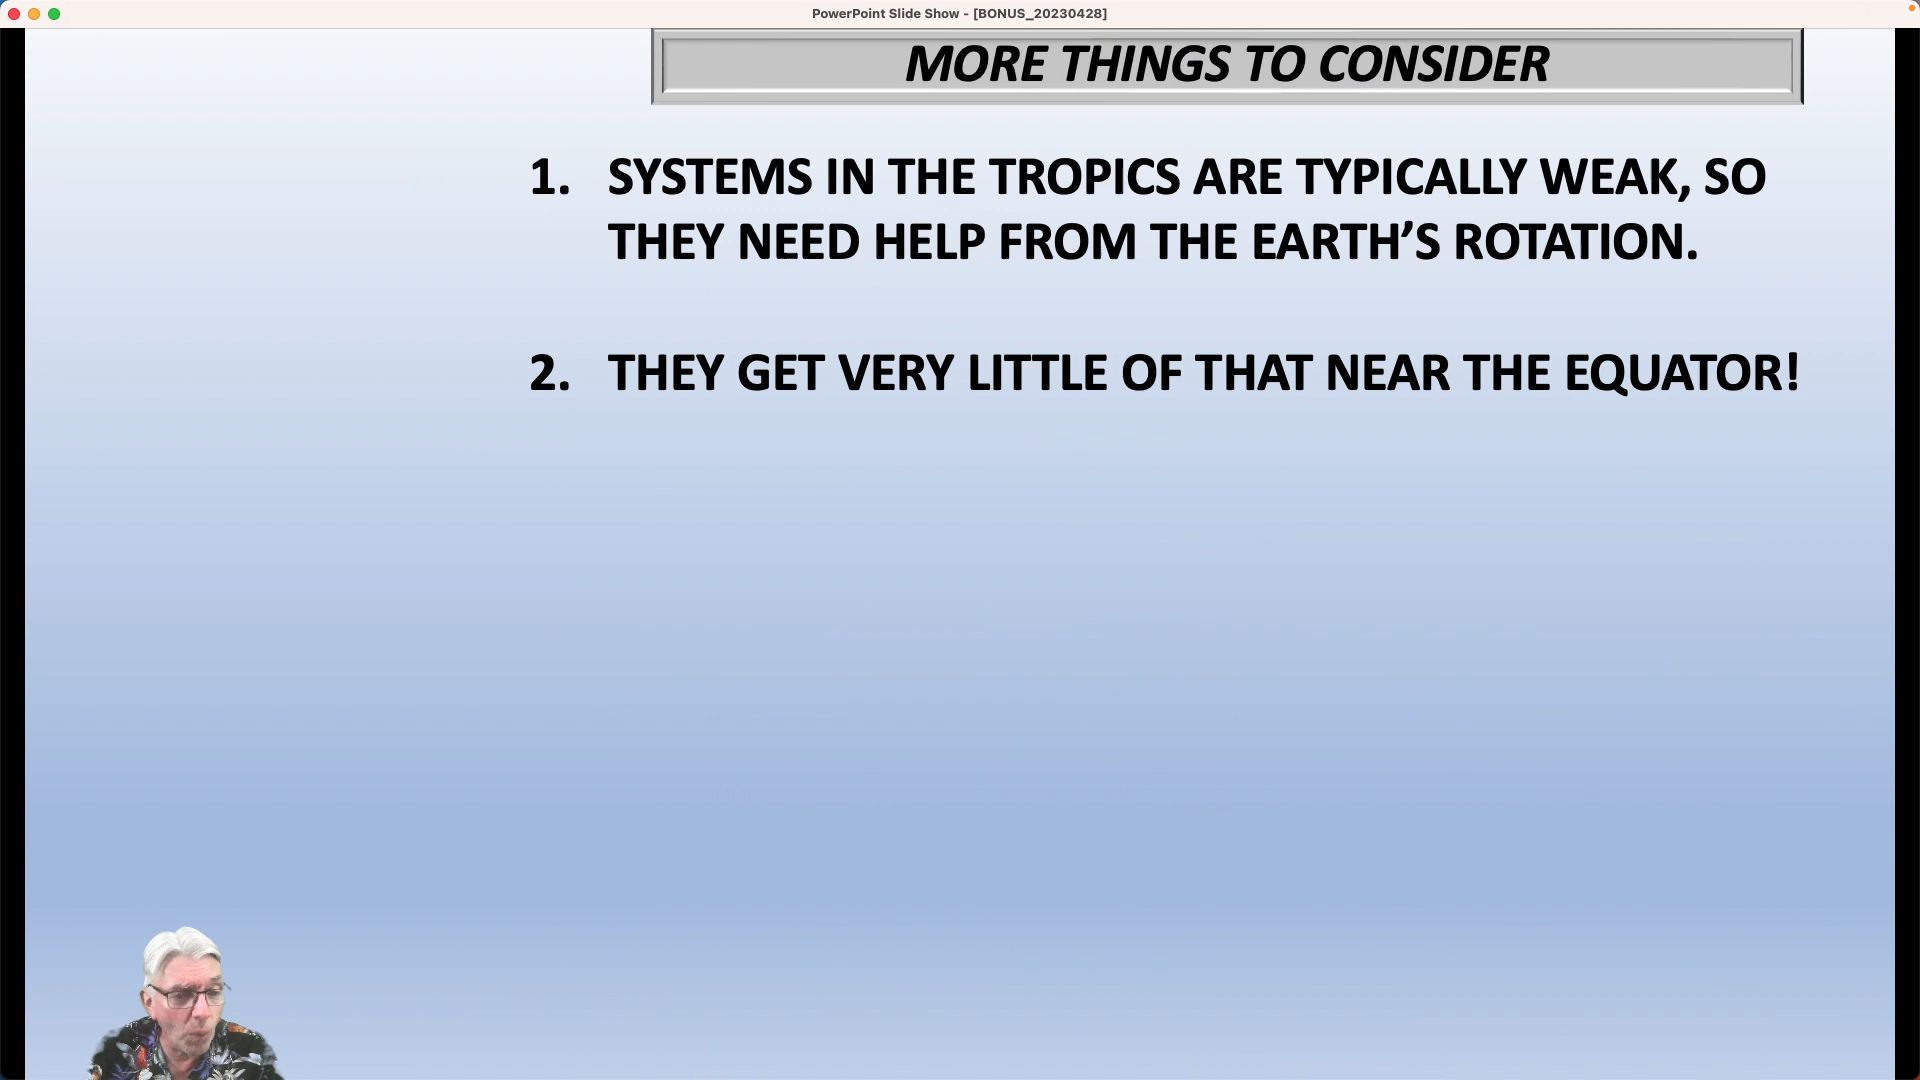 PowerPoint Slide Show - [BONUS_20230428]
MORE THINGS TO CONSIDER
1. SYSTEMS IN THE TROPICS ARE TYPICALLY WEAK, SO
THEY NEED HELP FROM THE EARTH’S ROTATION.
2. THEY GET VERY LITTLE OF THAT NEAR THE EQUATOR!